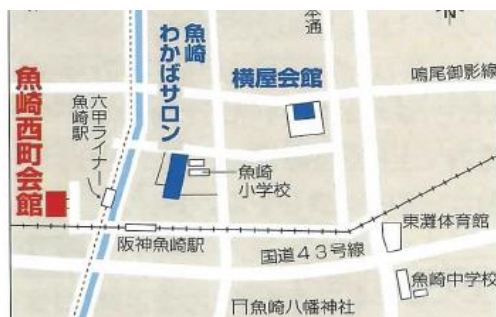 本通
N
魚崎
わかばサロン
横屋会館
鳴尾御影線
魚崎西町会館
六甲ライナー
魚崎駅
魚崎
小学校
阪神魚崎駅
国道43号線
東灘体育館
魚崎中学校
魚崎八幡神社